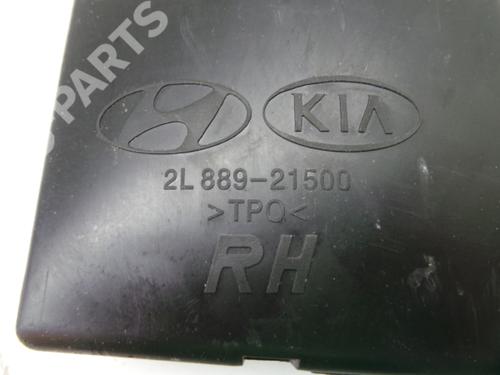 B PARTS
KIA
2L 889-21500
>TPO<
RH